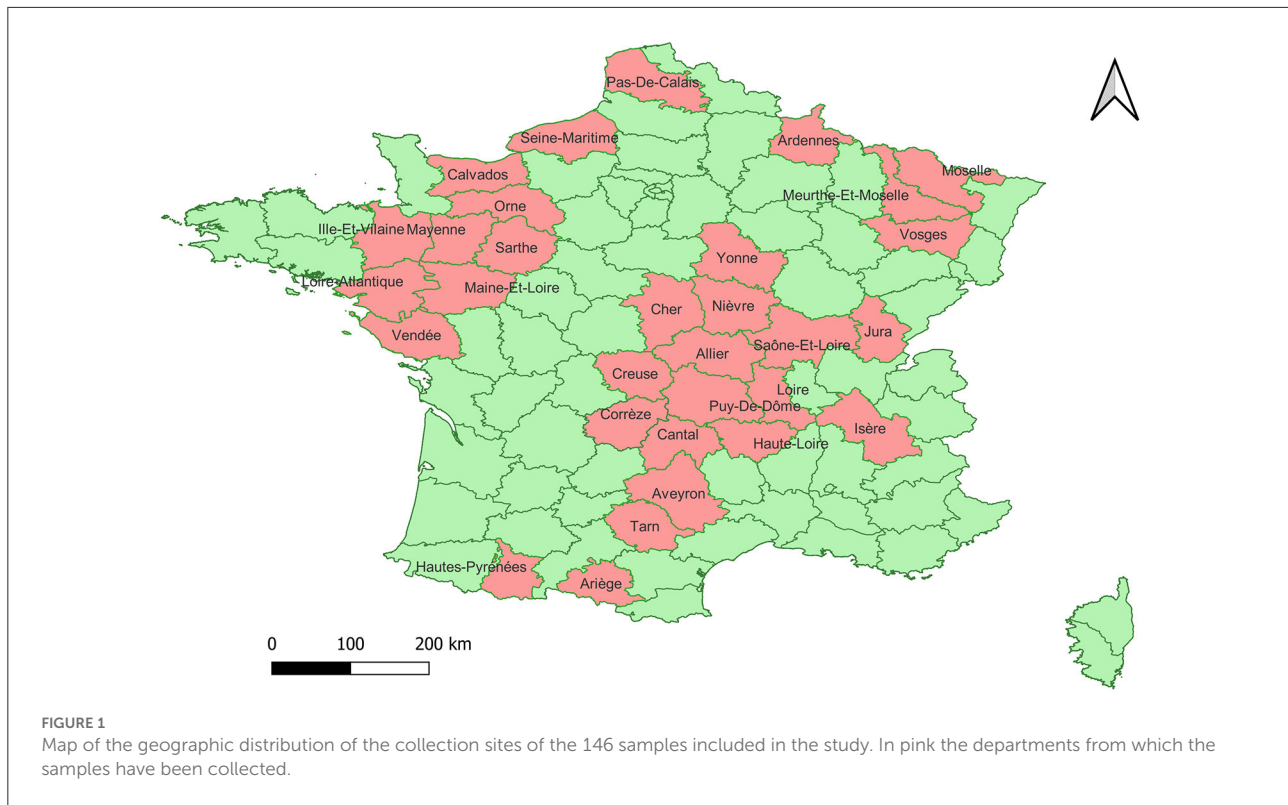 Pas-De-Calais
Seine-Maritime
Ardennes
Calvados
Moselle
Meurthe-Et-Moselle
Orne
Ille-Et-Vilaine
Mayenne
Vosges
Sarthe
Yonne
Loire-Atlantique
Maine-Et-Loire
Nièvre
Cher
Vendée
Jura
Saône-Et-Loire
Allier
Creuse
Loire
Puy-De-Dôme
Corrèze
Isère
Cantal
Haute-Loire
Aveyron
Tarn
Hautes-Pyrénées
Ariège
0 100 200 km
FIGURE 1
Map of the geographic distribution of the collection sites of the 146 samples included in the study. In pink the departments from which the
samples have been collected.